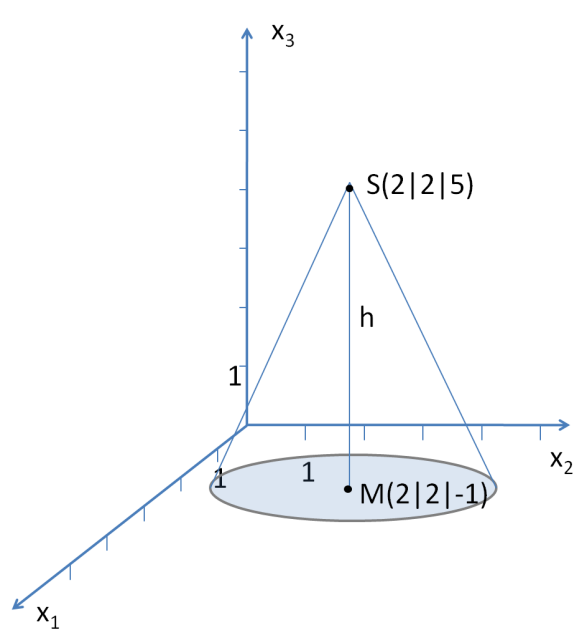 x₃
S(2|2|5)
h
1
x₂
1
1
M(2|2|-1)
x₁